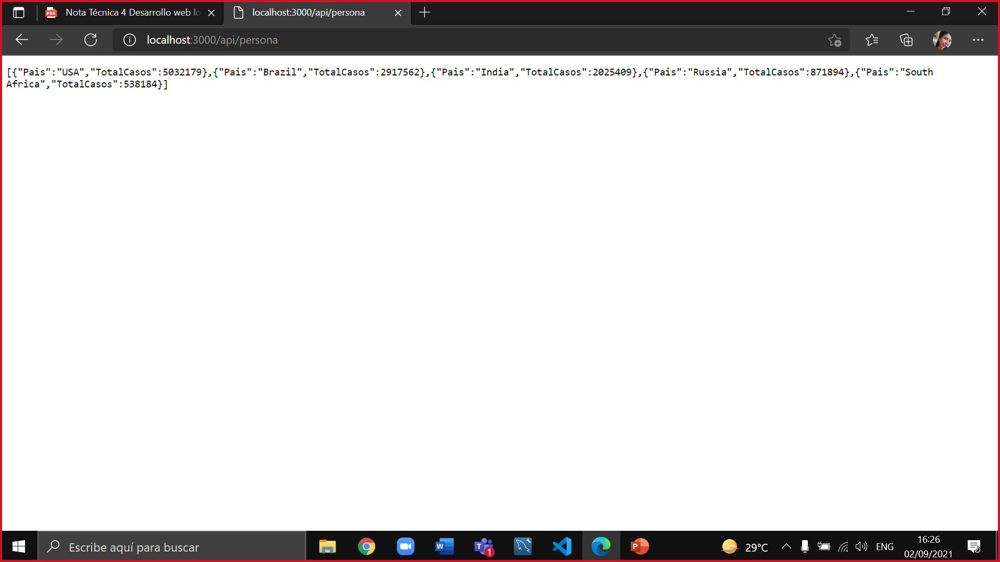 Nota Técnica 4 Desarrollo web lo
localhost:3000/api/persona
localhost:3000/api/persona
[{"Pais":"USA","TotalCasos":5032179},{"Pais":"Brazil","TotalCasos":2917562},{"Pais":"India","TotalCasos":2025409},{"Pais":"Russia","TotalCasos":871894},{"Pais":"South
Africa","TotalCasos":538184}]
Escribe aquí para buscar
1
29°C
ENG
16:26
02/09/2021